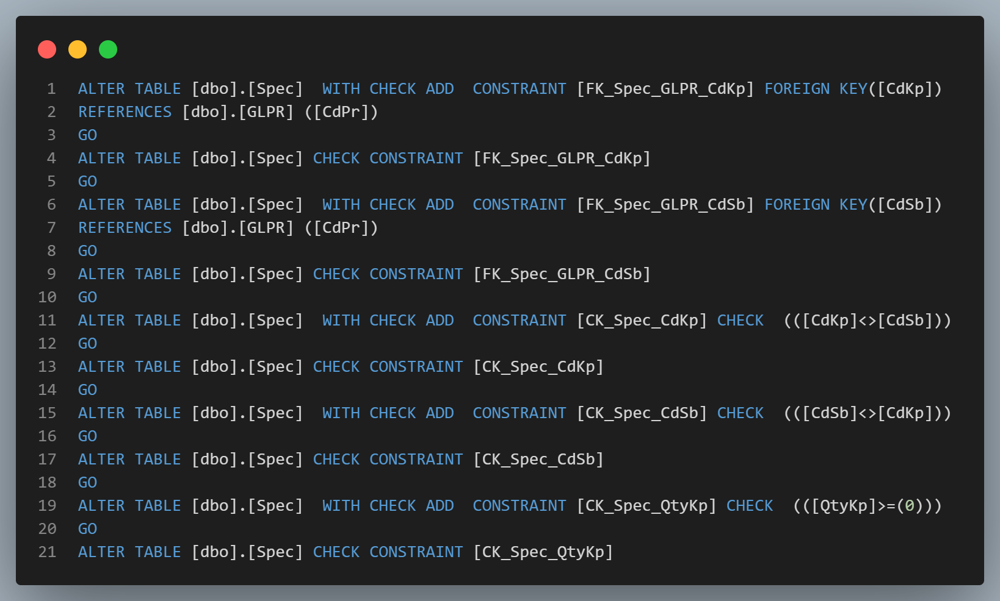 1 ALTER TABLE [dbo].[Spec]  WITH CHECK ADD  CONSTRAINT [FK_Spec_GLPR_CdKp] FOREIGN KEY([CdKp])
2 REFERENCES [dbo].[GLPR] ([CdPr])
3 GO
4 ALTER TABLE [dbo].[Spec] CHECK CONSTRAINT [FK_Spec_GLPR_CdKp]
5 GO
6 ALTER TABLE [dbo].[Spec]  WITH CHECK ADD  CONSTRAINT [FK_Spec_GLPR_CdSb] FOREIGN KEY([CdSb])
7 REFERENCES [dbo].[GLPR] ([CdPr])
8 GO
9 ALTER TABLE [dbo].[Spec] CHECK CONSTRAINT [FK_Spec_GLPR_CdSb]
10 GO
11 ALTER TABLE [dbo].[Spec]  WITH CHECK ADD  CONSTRAINT [CK_Spec_CdKp] CHECK  (([CdKp]<>[CdSb]))
12 GO
13 ALTER TABLE [dbo].[Spec] CHECK CONSTRAINT [CK_Spec_CdKp]
14 GO
15 ALTER TABLE [dbo].[Spec]  WITH CHECK ADD  CONSTRAINT [CK_Spec_CdSb] CHECK  (([CdSb]<>[CdKp]))
16 GO
17 ALTER TABLE [dbo].[Spec] CHECK CONSTRAINT [CK_Spec_CdSb]
18 GO
19 ALTER TABLE [dbo].[Spec]  WITH CHECK ADD  CONSTRAINT [CK_Spec_QtyKp] CHECK  (([QtyKp]>=(0)))
20 GO
21 ALTER TABLE [dbo].[Spec] CHECK CONSTRAINT [CK_Spec_QtyKp]